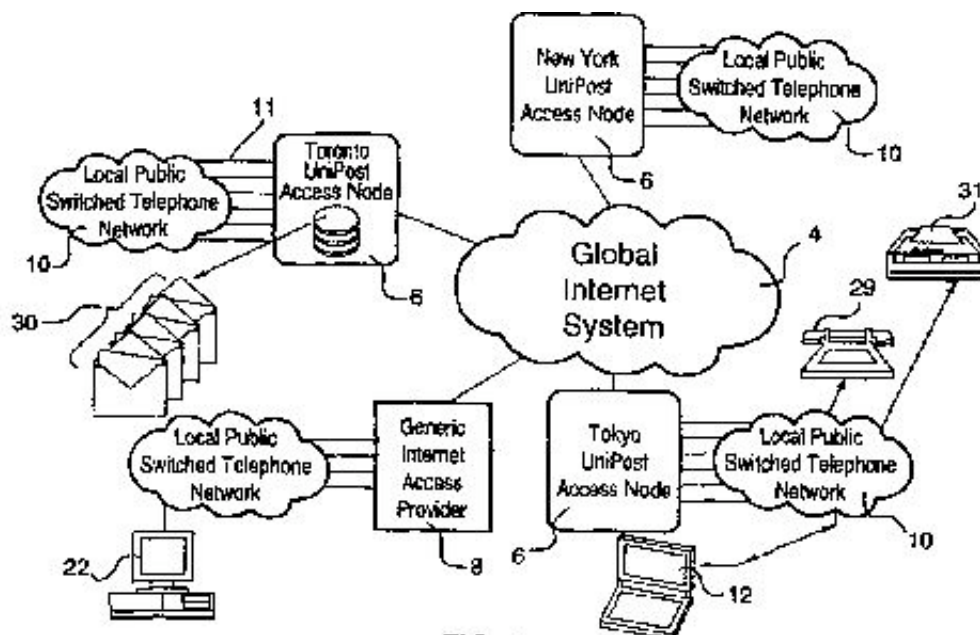 New York
UniPost
Access Node
6
Local Public
Switched Telephone
Network
10
11
Toronto
UniPost
Access Node
6
Local Public
Switched Telephone
Network
10
30
Global
Internet
System
4
31
29
Local Public
Switched Telephone
Network
22
Generic
Internet
Access
Provider
8
Tokyo
UniPost
Access Node
6
Local Public
Switched Telephone
Network
10
12